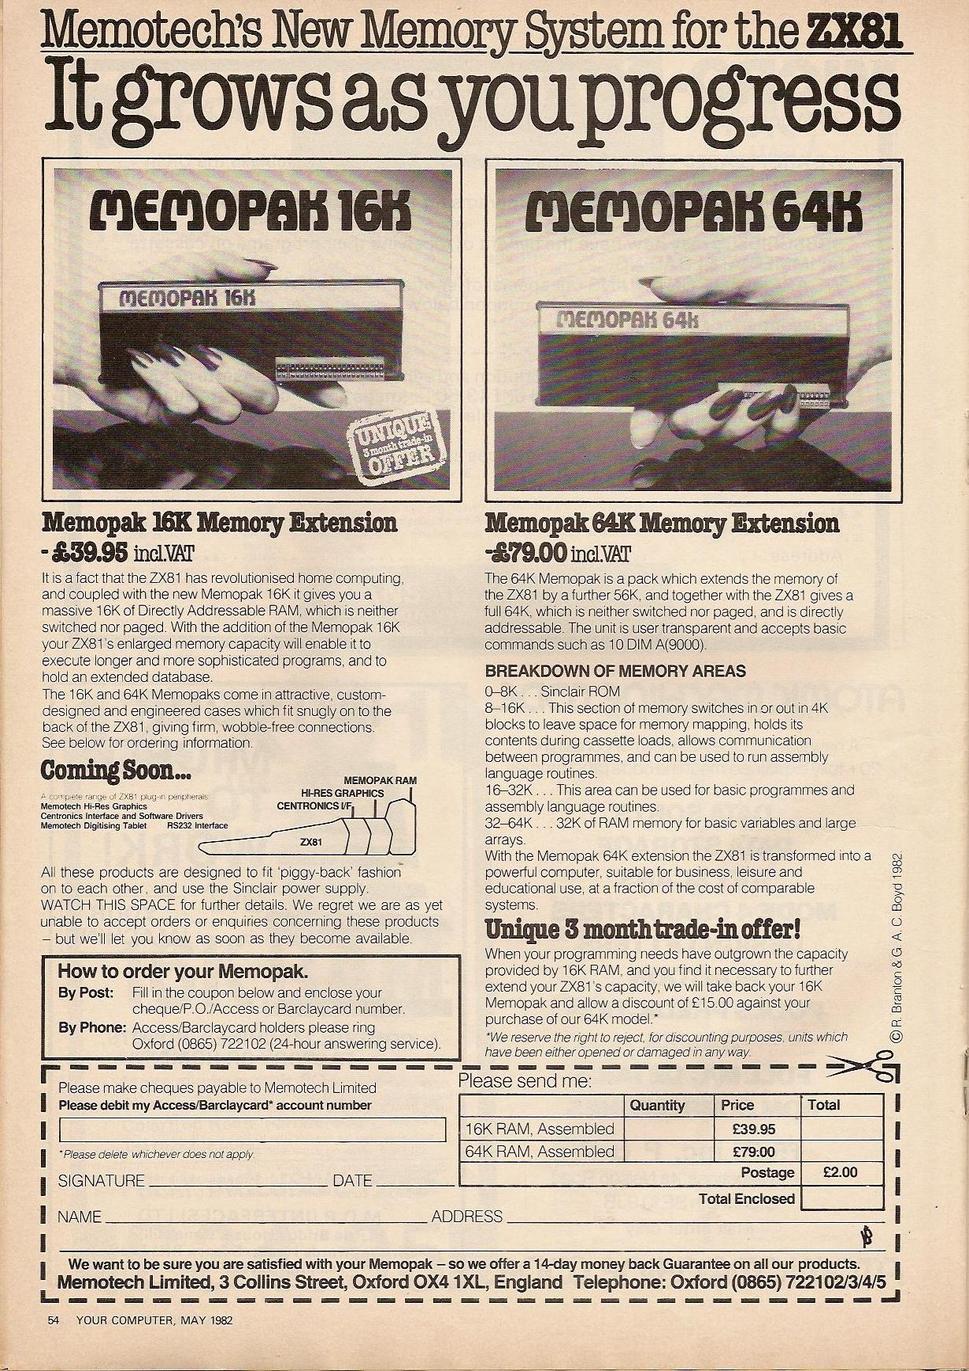 Memotech's New Memory System for the ZX81
It grows as you progress
MEMOPAK 16K
MEMOPAK 16K
UNIQUE
3 month trade-in
OFFER
MEMOPAK 64K
MEMOPAK 64K
Memopak 16K Memory Extension
- £39.95 incl.VAT
It is a fact that the ZX81 has revolutionised home computing,
and coupled with the new Memopak 16K it gives you a
massive 16K of Directly Addressable RAM, which is neither
switched nor paged. With the addition of the Memopak 16K
your ZX81's enlarged memory capacity will enable it to
execute longer and more sophisticated programs, and to
hold an extended database.
The 16K and 64K Memopaks come in attractive, custom-
designed and engineered cases which fit snugly on to the
back of the ZX81, giving firm, wobble-free connections.
See below for ordering information.
Coming Soon...
A complete range of ZX81 plug-in peripherals:
Memotech Hi-Res Graphics
Centronics Interface and Software Drivers
Memotech Digitising Tablet RS232 Interface
MEMOPAK RAM
HI-RES GRAPHICS
CENTRONICS I/F
ZX81
All these products are designed to fit 'piggy-back' fashion
on to each other, and use the Sinclair power supply.
WATCH THIS SPACE for further details. We regret we are as yet
unable to accept orders or enquiries concerning these products
– but we'll let you know as soon as they become available.
How to order your Memopak.
By Post: Fill in the coupon below and enclose your
cheque/P.O./Access or Barclaycard number.
By Phone: Access/Barclaycard holders please ring
Oxford (0865) 722102 (24-hour answering service).
Memopak 64K Memory Extension
-£79.00 incl.VAT
The 64K Memopak is a pack which extends the memory of
the ZX81 by a further 56K, and together with the ZX81 gives a
full 64K, which is neither switched nor paged, and is directly
addressable. The unit is user transparent and accepts basic
commands such as 10 DIM A(9000).
BREAKDOWN OF MEMORY AREAS
0–8K . . . Sinclair ROM
8–16K . . . This section of memory switches in or out in 4K
blocks to leave space for memory mapping, holds its
contents during cassette loads, allows communication
between programmes, and can be used to run assembly
language routines.
16–32K . . . This area can be used for basic programmes and
assembly language routines.
32–64K . . . 32K of RAM memory for basic variables and large
arrays.
With the Memopak 64K extension the ZX81 is transformed into a
powerful computer, suitable for business, leisure and
educational use, at a fraction of the cost of comparable
systems.
Unique 3 month trade-in offer!
When your programming needs have outgrown the capacity
provided by 16K RAM, and you find it necessary to further
extend your ZX81's capacity, we will take back your 16K
Memopak and allow a discount of £15.00 against your
purchase of our 64K model.*
*We reserve the right to reject, for discounting purposes, units which
have been either opened or damaged in any way.
© R. Branton & G. A. C. Boyd 1982.
Please make cheques payable to Memotech Limited
Please debit my Access/Barclaycard* account number
*Please delete whichever does not apply.
SIGNATURE DATE
Please send me:
Quantity Price Total
16K RAM, Assembled £39.95
64K RAM, Assembled £79:00
Postage £2.00
Total Enclosed
NAME ADDRESS
We want to be sure you are satisfied with your Memopak – so we offer a 14-day money back Guarantee on all our products.
Memotech Limited, 3 Collins Street, Oxford OX4 1XL, England Telephone: Oxford (0865) 722102/3/4/5
54 YOUR COMPUTER, MAY 1982